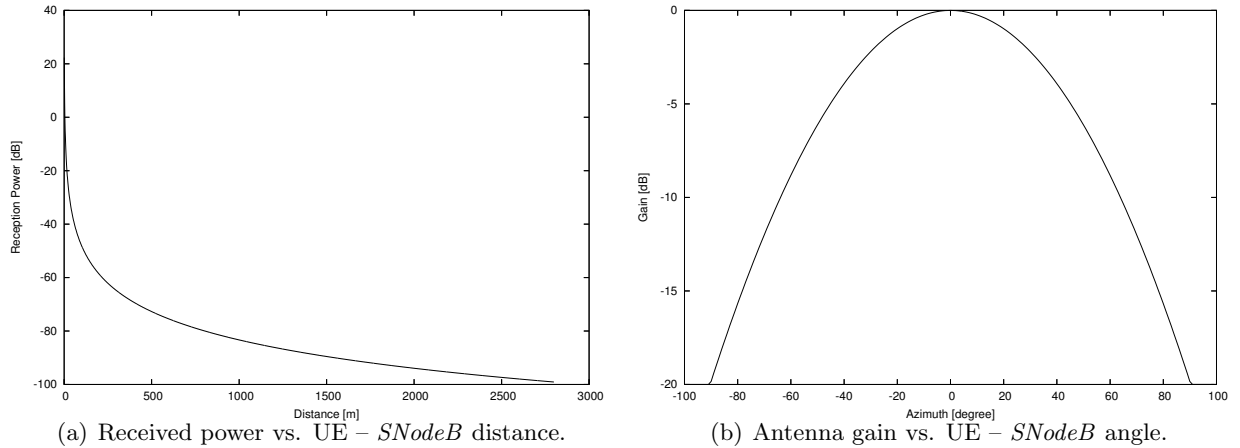 40
20
0
-20
-40
-60
-80
-100
Reception Power [dB]
0 500 1000 1500 2000 2500 3000
Distance [m]
(a) Received power vs. UE – SNodeB distance.
0
-5
-10
-15
-20
Gain [dB]
-100 -80 -60 -40 -20 0 20 40 60 80 100
Azimuth [degree]
(b) Antenna gain vs. UE – SNodeB angle.